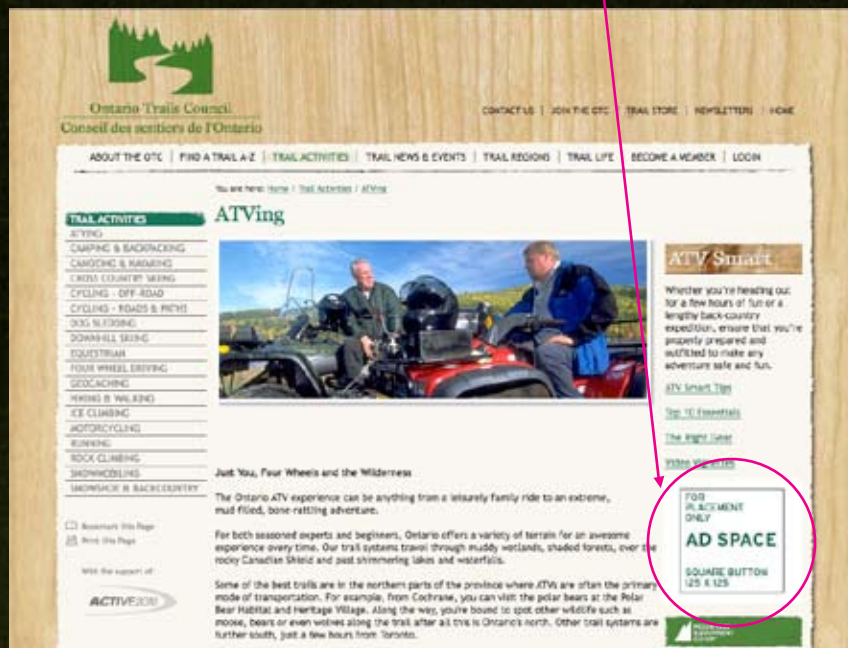 Ontario Trails Council
Conseil des sentiers de l'Ontario
CONTACT US | JOIN THE OTC | TRAIL STORE | NEWSLETTERS | HOME
ABOUT THE OTC | FIND A TRAIL A-Z | TRAIL ACTIVITIES | TRAIL NEWS & EVENTS | TRAIL REGIONS | TRAIL LIFE | BECOME A MEMBER | LOGIN
You are here: Home / Trail Activities / ATVing
ATVing
TRAIL ACTIVITIES
ATVING
CAMPING & BACKPACKING
CANOEING & KAYAKING
CROSS COUNTRY SKIING
CYCLING - OFF-ROAD
CYCLING - ROADS & PATHS
DOG SLEDDING
DOWNHILL SKIING
EQUESTRIAN
FOUR WHEEL DRIVING
GEOCACHING
HIKING & WALKING
ICE CLIMBING
MOTORCYCLING
RUNNING
ROCK CLIMBING
SNOWMOBILING
SNOWSHOE & BACKCOUNTRY
Bookmark this Page
Print this Page
With the support of:
ACTIVE2010
Just You, Four Wheels and the Wilderness
The Ontario ATV experience can be anything from a leisurely family ride to an extreme,
mud filled, bone-rattling adventure.
For both seasoned experts and beginners, Ontario offers a variety of terrain for an awesome
experience every time. Our trail systems travel through muddy wetlands, shaded forests, over the
rocky Canadian Shield and past shimmering lakes and waterfalls.
Some of the best trails are in the northern parts of the province where ATVs are often the primary
mode of transportation. For example, from Cochrane, you can visit the polar bears at the Polar
Bear Habitat and Heritage Village. Along the way, you're bound to spot other wildlife such as
moose, bears or even wolves along the trail after all this is Ontario's north. Other trail systems are
further south, just a few hours from Toronto.
ATV Smart
Whether you're heading out
for a few hours of fun or a
lengthy back-country
expedition, ensure that you're
properly prepared and
outfitted to make any
adventure safe and fun.
ATV Smart Tips
Top 10 Essentials
The Right Gear
Video Vignettes
FOR
PLACEMENT
ONLY
AD SPACE
SQUARE BUTTON
125 X 125
MOUNTAIN
EQUIPMENT
CO-OP